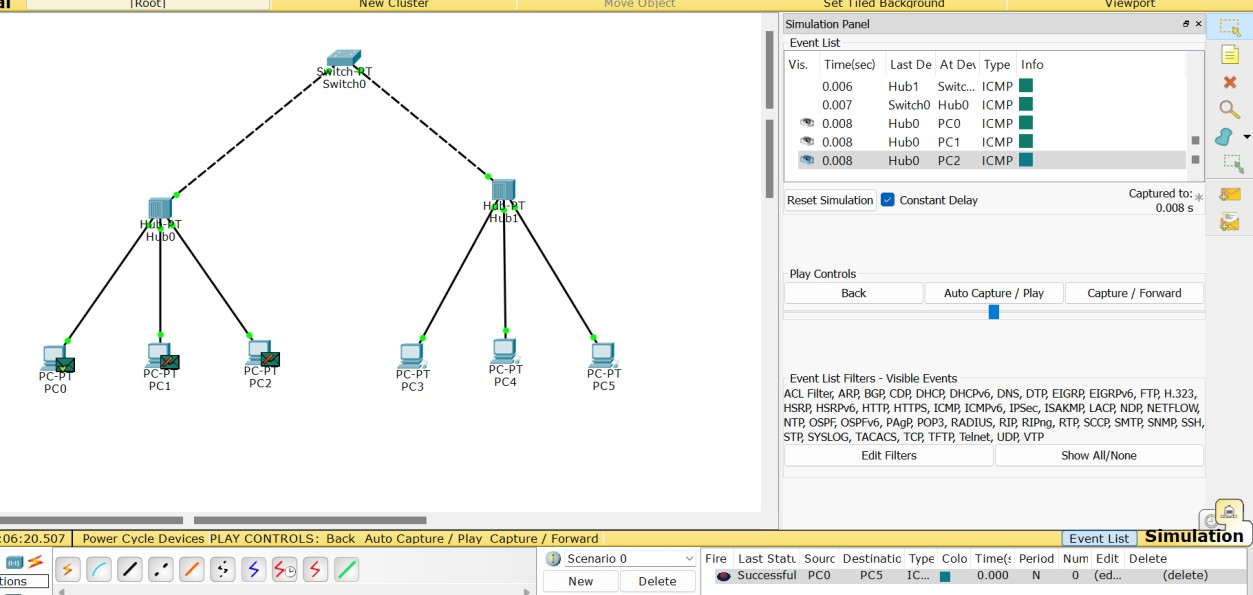 [Root] New Cluster Move Object Set Tiled Background Viewport
Switch-PT
Switch0
Hub-PT
Hub0
Hub-PT
Hub1
PC-PT
PC0
PC-PT
PC1
PC-PT
PC2
PC-PT
PC3
PC-PT
PC4
PC-PT
PC5
Simulation Panel
Event List
Vis. Time(sec) Last De At Dev Type Info
0.006 Hub1 Switc... ICMP
0.007 Switch0 Hub0 ICMP
0.008 Hub0 PC0 ICMP
0.008 Hub0 PC1 ICMP
0.008 Hub0 PC2 ICMP
Reset Simulation Constant Delay
Captured to: *
0.008 s
Play Controls
Back Auto Capture / Play Capture / Forward
Event List Filters - Visible Events
ACL Filter, ARP, BGP, CDP, DHCP, DHCPv6, DNS, DTP, EIGRP, EIGRPv6, FTP, H.323,
HSRP, HSRPv6, HTTP, HTTPS, ICMP, ICMPv6, IPSec, ISAKMP, LACP, NDP, NETFLOW,
NTP, OSPF, OSPFv6, PAgP, POP3, RADIUS, RIP, RIPng, RTP, SCCP, SMTP, SNMP, SSH,
STP, SYSLOG, TACACS, TCP, TFTP, Telnet, UDP, VTP
Edit Filters Show All/None
:06:20.507 Power Cycle Devices PLAY CONTROLS: Back Auto Capture / Play Capture / Forward
Event List Simulation
tions
Scenario 0
New Delete
Fire Last Statu Sourc Destinatic Type Colo Time(s Period Num Edit Delete
Successful PC0 PC5 IC... 0.000 N 0 (ed... (delete)